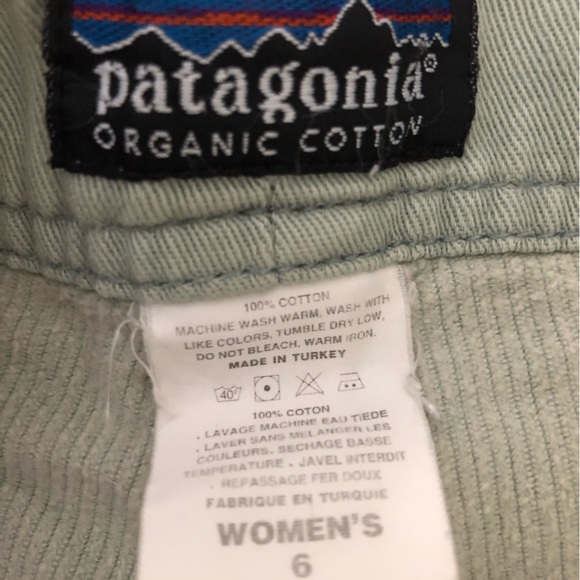 patagonia®
ORGANIC COTTON
100% COTTON
MACHINE WASH WARM, WASH WITH
LIKE COLORS, TUMBLE DRY LOW,
DO NOT BLEACH, WARM IRON.
MADE IN TURKEY
40°
100% COTON
. LAVAGE MACHINE EAU TIEDE
. LAVER SANS MELANGER LES
COULEURS. SECHAGE BASSE
TEMPERATURE . JAVEL INTERDIT
. REPASSAGE FER DOUX
FABRIQUE EN TURQUIE
WOMEN'S
6